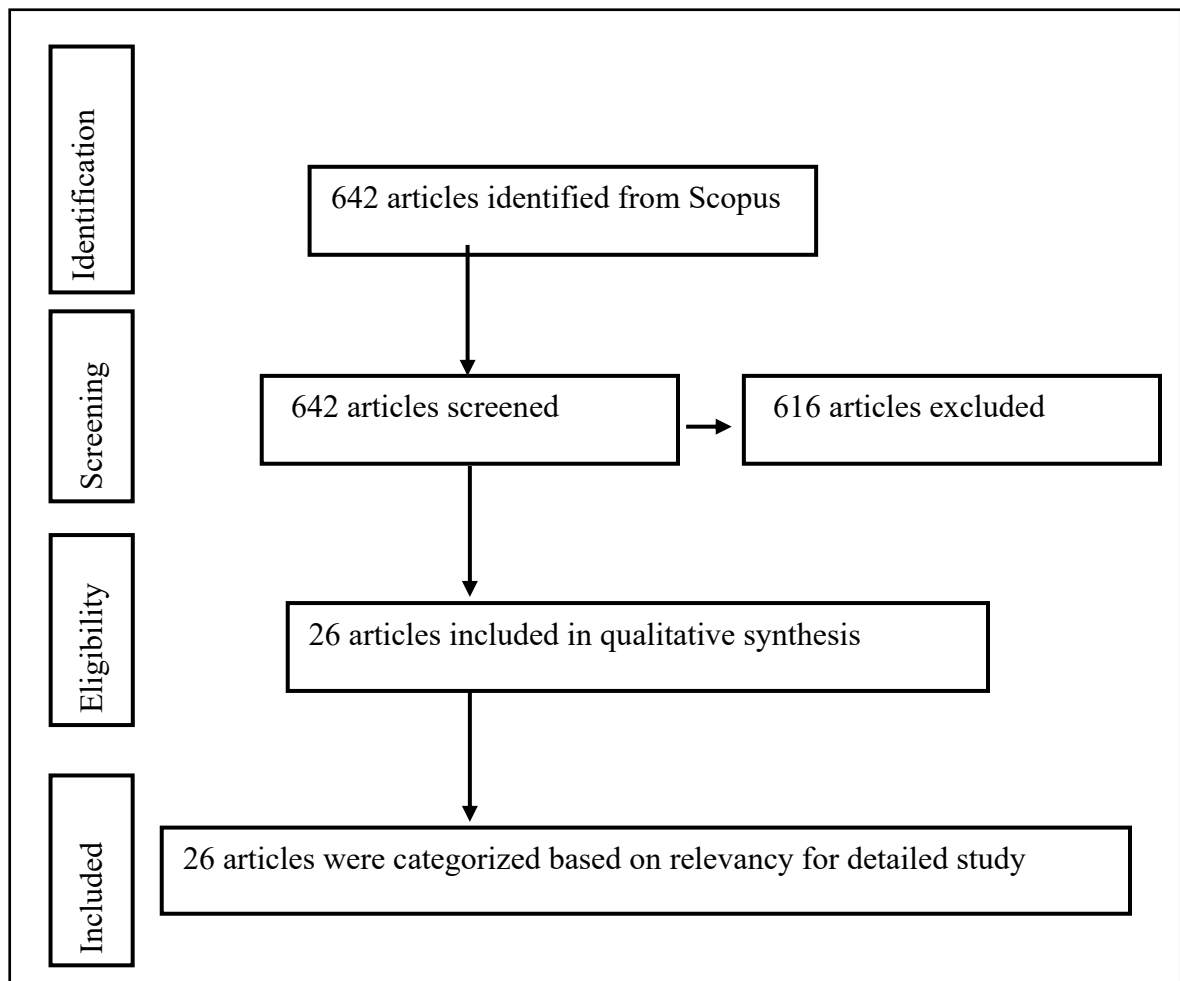 Identification
642 articles identified from Scopus
Screening
642 articles screened
616 articles excluded
Eligibility
26 articles included in qualitative synthesis
Included
26 articles were categorized based on relevancy for detailed study